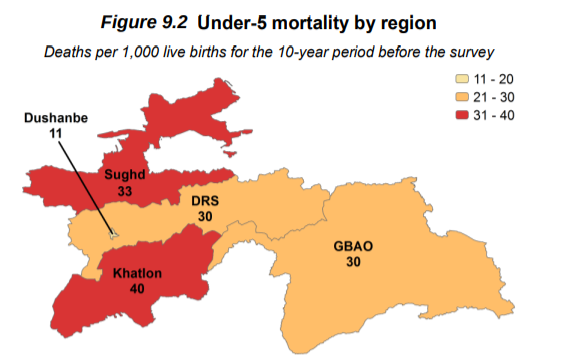 Figure 9.2 Under-5 mortality by region
Deaths per 1,000 live births for the 10-year period before the survey
11 - 20
21 - 30
31 - 40
Dushanbe
11
Sughd
33
DRS
30
GBAO
30
Khatlon
40